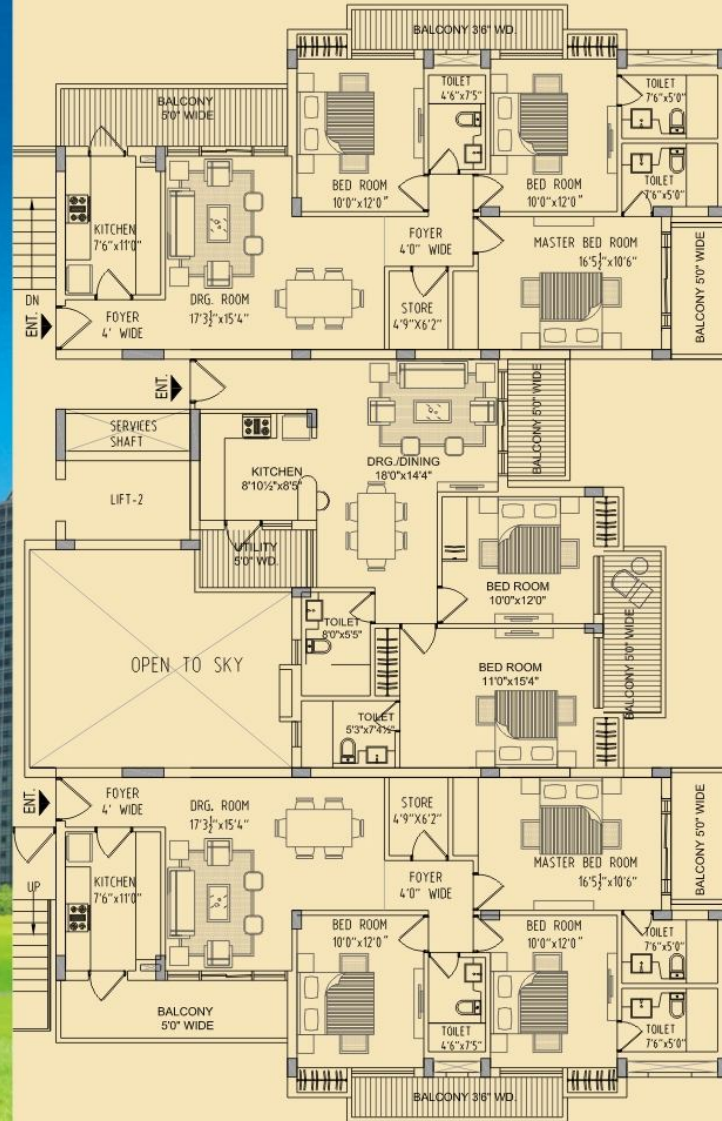 BALCONY 3'6" WD.
BALCONY
5'0" WIDE
TOILET
4'6"x7'5"
TOILET
7'6"x5'0"
TOILET
7'6"x5'0"
BED ROOM
10'0"x12'0"
BED ROOM
10'0"x12'0"
KITCHEN
7'6"x11'0"
FOYER
4'0" WIDE
MASTER BED ROOM
16'5½"x10'6"
BALCONY 5'0" WIDE
DN
ENT.
FOYER
4' WIDE
DRG. ROOM
17'3½"x15'4"
STORE
4'9"X6'2"
ENT.
SERVICES
SHAFT
LIFT-2
KITCHEN
8'10½"x8'5"
DRG./DINING
18'0"x14'4"
BALCONY 5'0" WIDE
UTILITY
5'0" WD.
BED ROOM
10'0"x12'0"
BALCONY 5'0" WIDE
TOILET
8'0"x5'5"
OPEN TO SKY
BED ROOM
11'0"x15'4"
TOILET
5'3"x7'4½"
ENT.
FOYER
4' WIDE
DRG. ROOM
17'3½"x15'4"
STORE
4'9"X6'2"
BALCONY 5'0" WIDE
MASTER BED ROOM
16'5½"x10'6"
UP
KITCHEN
7'6"x11'0"
FOYER
4'0" WIDE
BED ROOM
10'0"x12'0"
BED ROOM
10'0"x12'0"
TOILET
7'6"x5'0"
BALCONY
5'0" WIDE
TOILET
4'6"x7'5"
TOILET
7'6"x5'0"
BALCONY 3'6" WD.